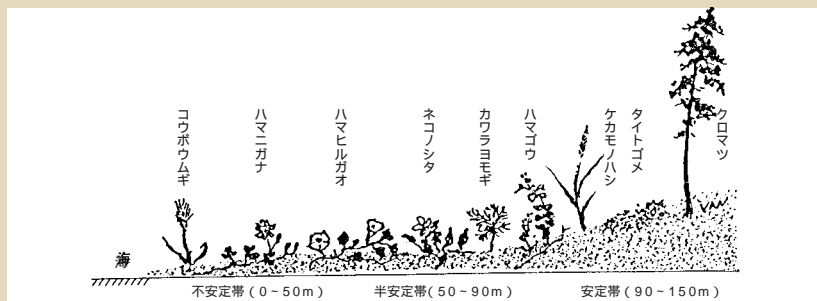 コウボウムギ
ハマニガナ
ハマヒルガオ
ネコノシタ
カワラヨモギ
ハマゴウ
ケカモノハシ
タイトゴメ
クロマツ
海
不安定帯(0~50m)
半安定帯(50~90m)
安定帯(90~150m)